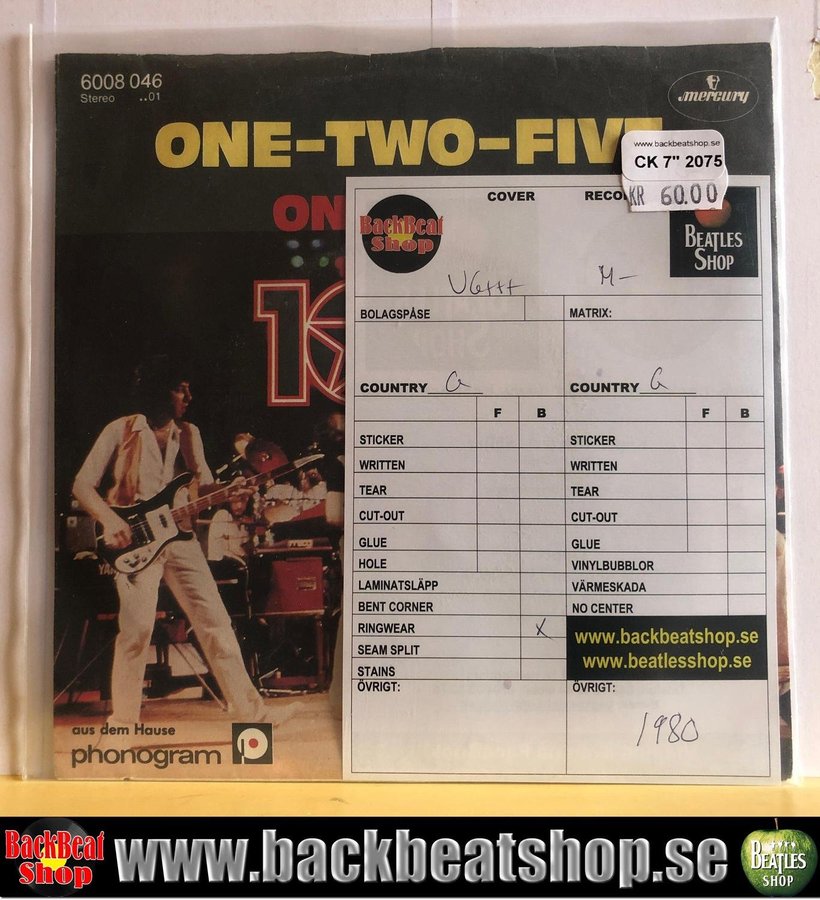 6008 046
Stereo ..01
mercury
ONE-TWO-FIVE
www.backbeatshop.se
CK 7" 2075
KR 60.00
ON
10
BackBeat
Shop
COVER
BEATLES
SHOP
VG+++
M-
BOLAGSPÅSE
MATRIX:
COUNTRY G
COUNTRY G
F B
F B
STICKER
STICKER
WRITTEN
WRITTEN
TEAR
TEAR
CUT-OUT
CUT-OUT
GLUE
GLUE
HOLE
VINYLBUBBLOR
LAMINATSLÄPP
VÄRMESKADA
BENT CORNER
NO CENTER
RINGWEAR X
www.backbeatshop.se
SEAM SPLIT
www.beatlesshop.se
STAINS
ÖVRIGT:
ÖVRIGT:
1980
aus dem Hause
phonogram
BackBeat
Shop
www.backbeatshop.se
BEATLES
SHOP